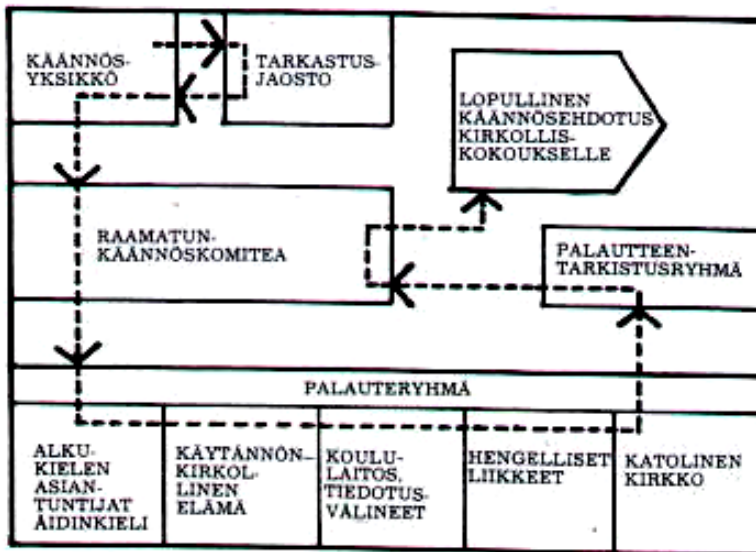 KÄÄNNÖS-
YKSIKKÖ
TARKASTUS-
JAOSTO
LOPULLINEN
KÄÄNNÖSEHDOTUS
KIRKOLLIS-
KOKOUKSELLE
RAAMATUN-
KÄÄNNÖSKOMITEA
PALAUTTEEN-
TARKISTUSRYHMÄ
PALAUTERYHMÄ
ALKU-
KIELEN
ASIAN-
TUNTIJAT
ÄIDINKIELI
KÄYTÄNNÖN-
KIRKOL-
LINEN
ELÄMÄ
KOULU-
LAITOS,
TIEDOTUS-
VÄLINEET
HENGELLISET
LIIKKEET
KATOLINEN
KIRKKO